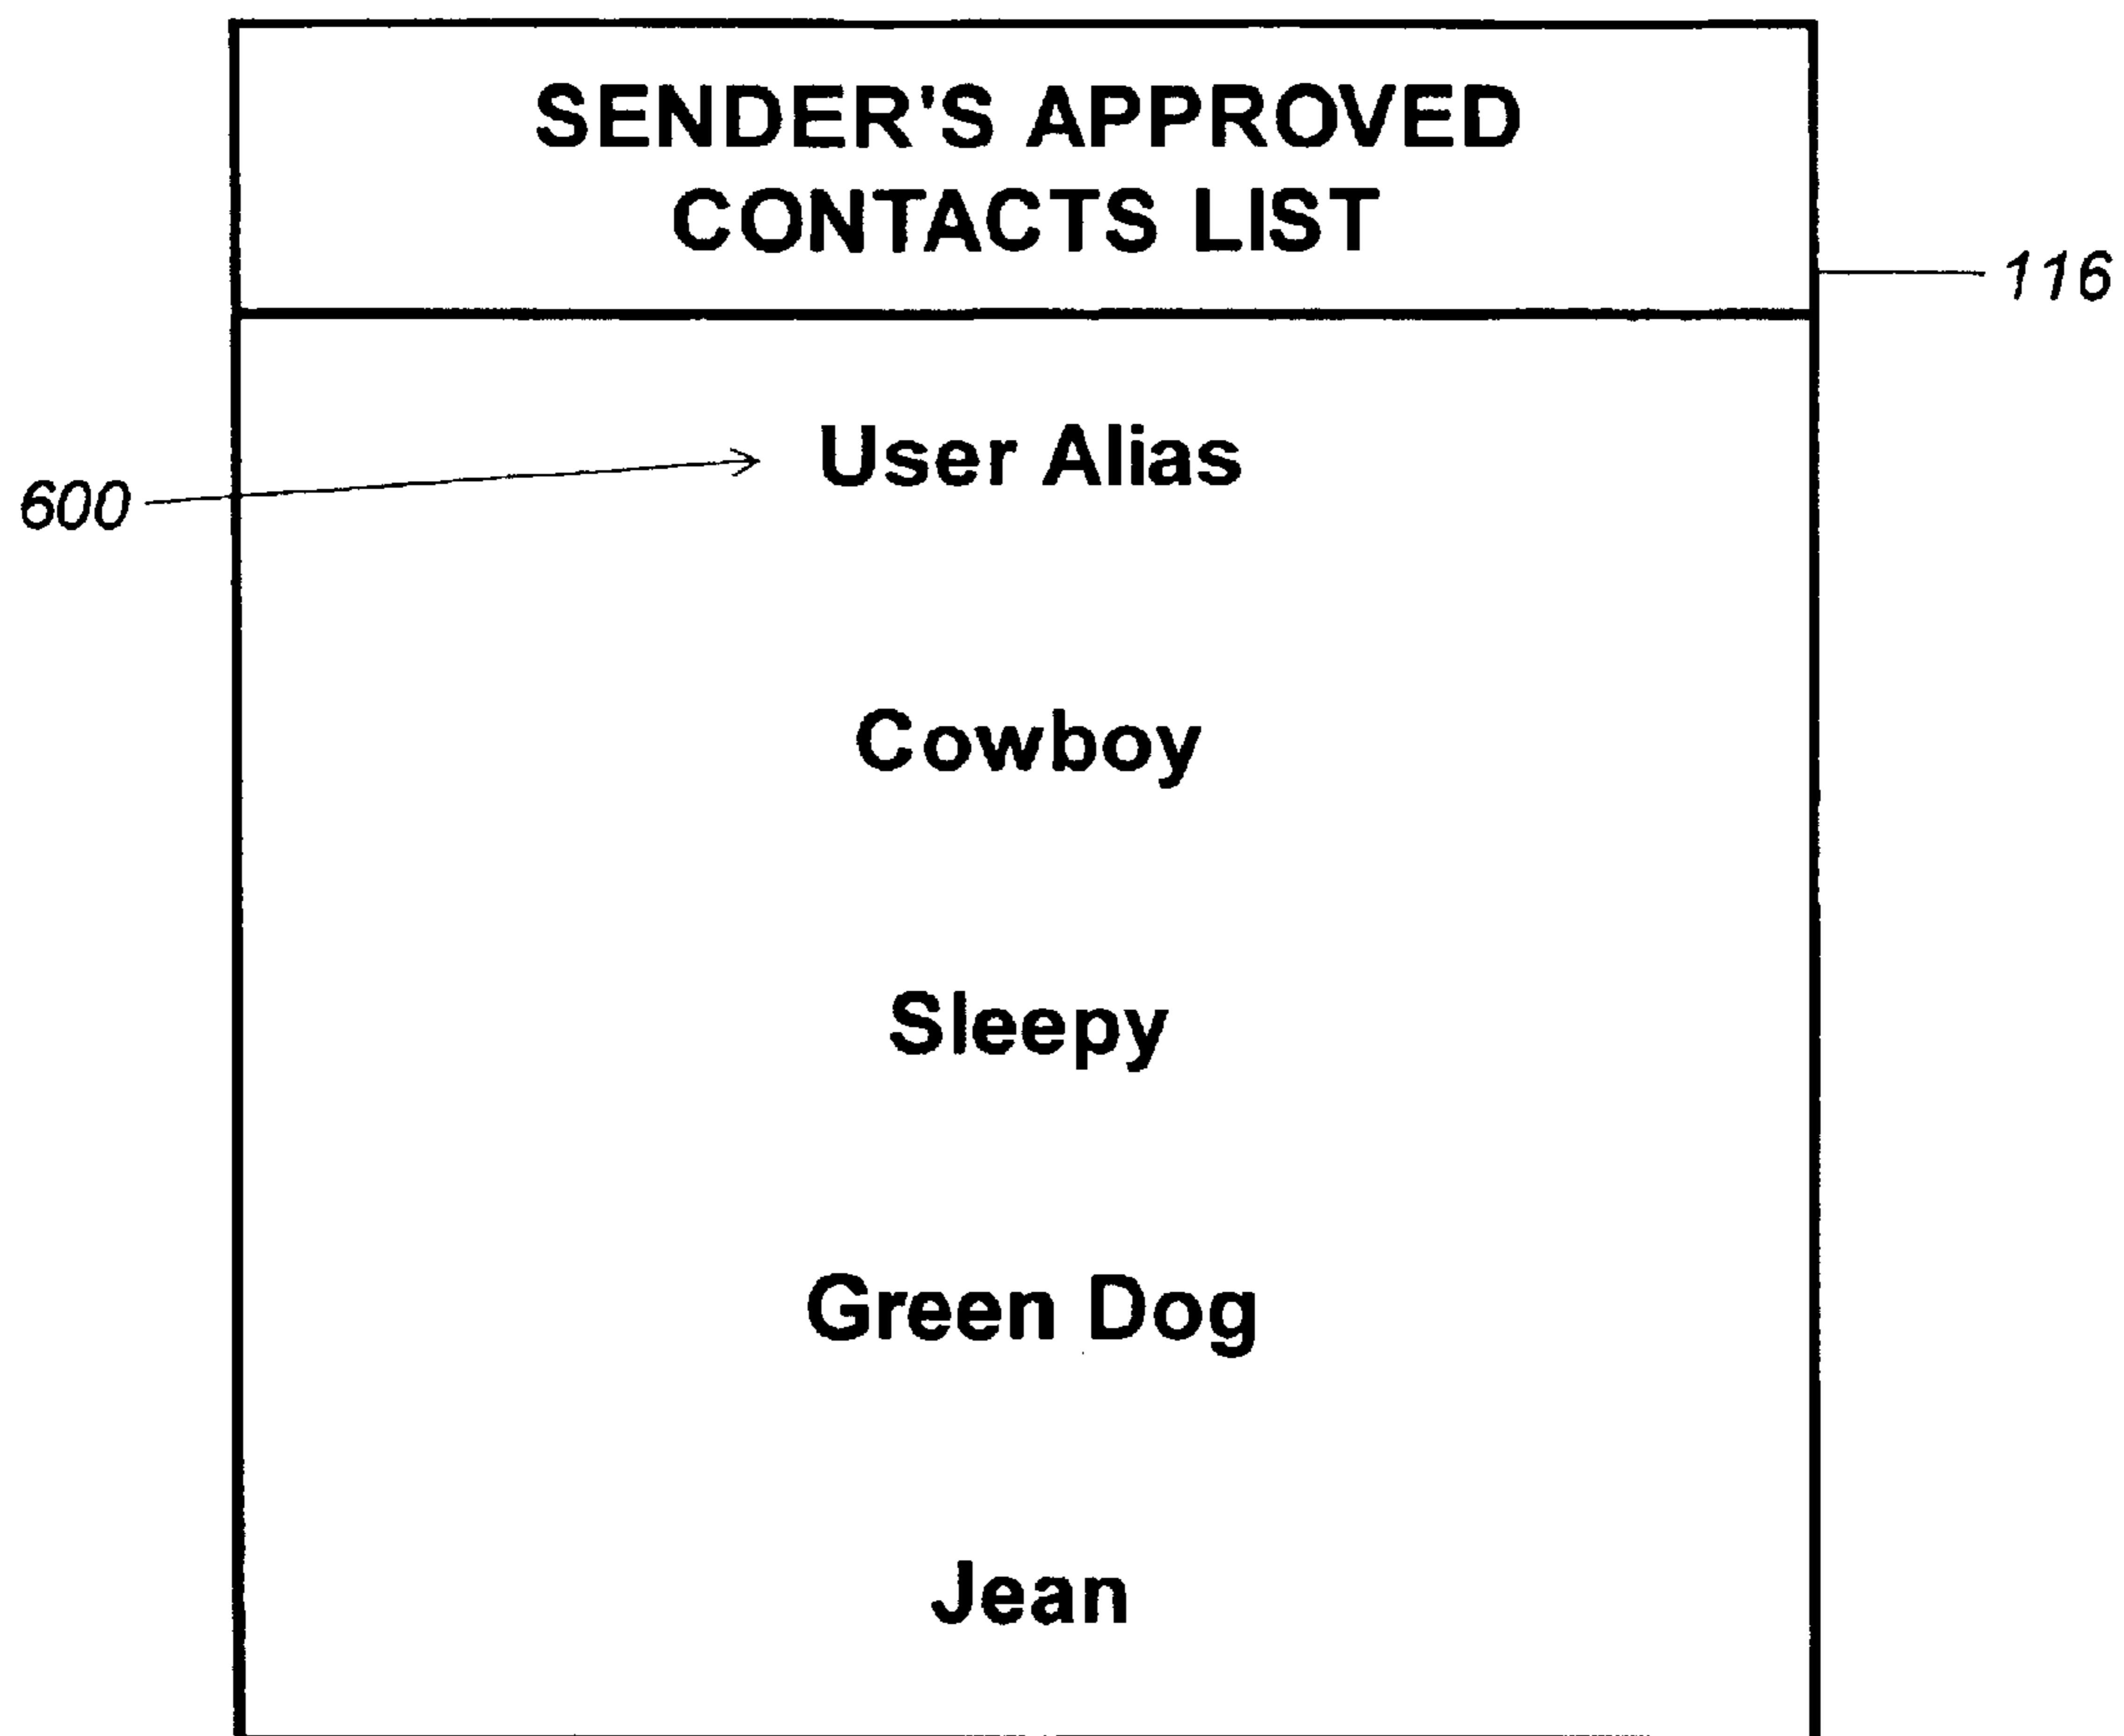 SENDER'S APPROVED
CONTACTS LIST
116
User Alias
600
Cowboy
Sleepy
Green Dog
Jean